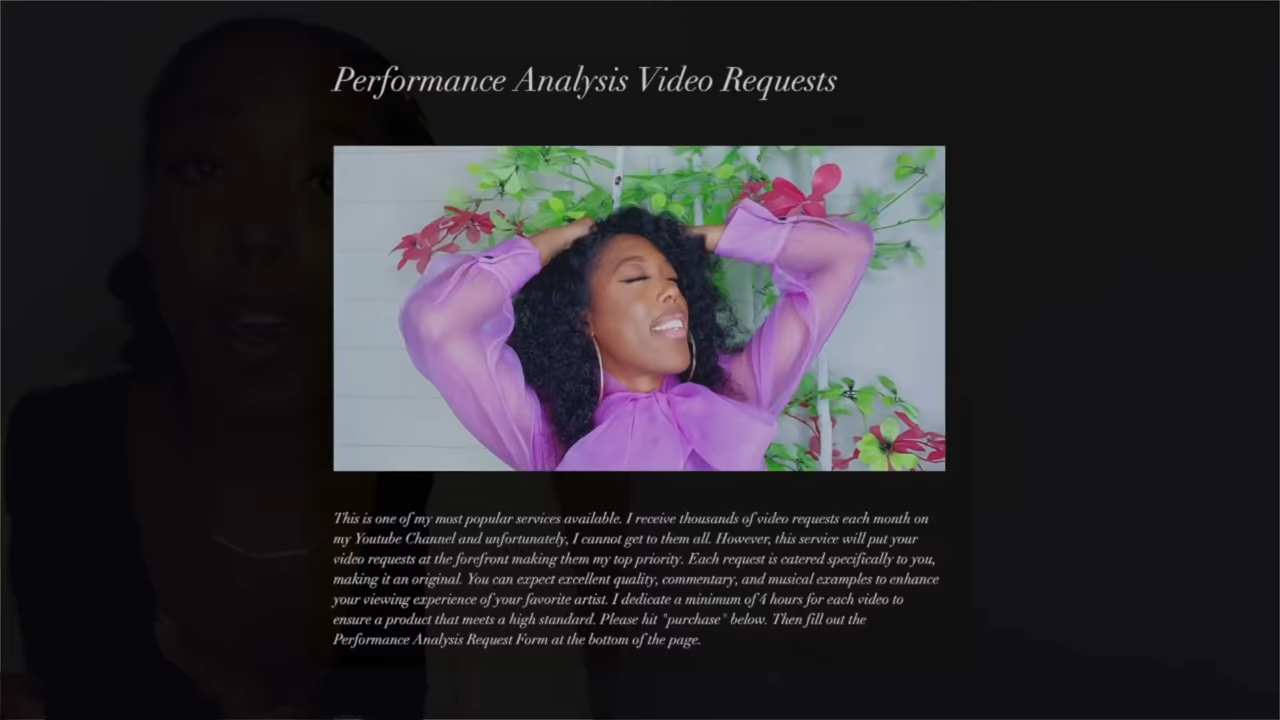 Performance Analysis Video Requests
This is one of my most popular services available. I receive thousands of video requests each month on
my Youtube Channel and unfortunately, I cannot get to them all. However, this service will put your
video requests at the forefront making them my top priority. Each request is catered specifically to you,
making it an original. You can expect excellent quality, commentary, and musical examples to enhance
your viewing experience of your favorite artist. I dedicate a minimum of 4 hours for each video to
ensure a product that meets a high standard. Please hit "purchase" below. Then fill out the
Performance Analysis Request Form at the bottom of the page.